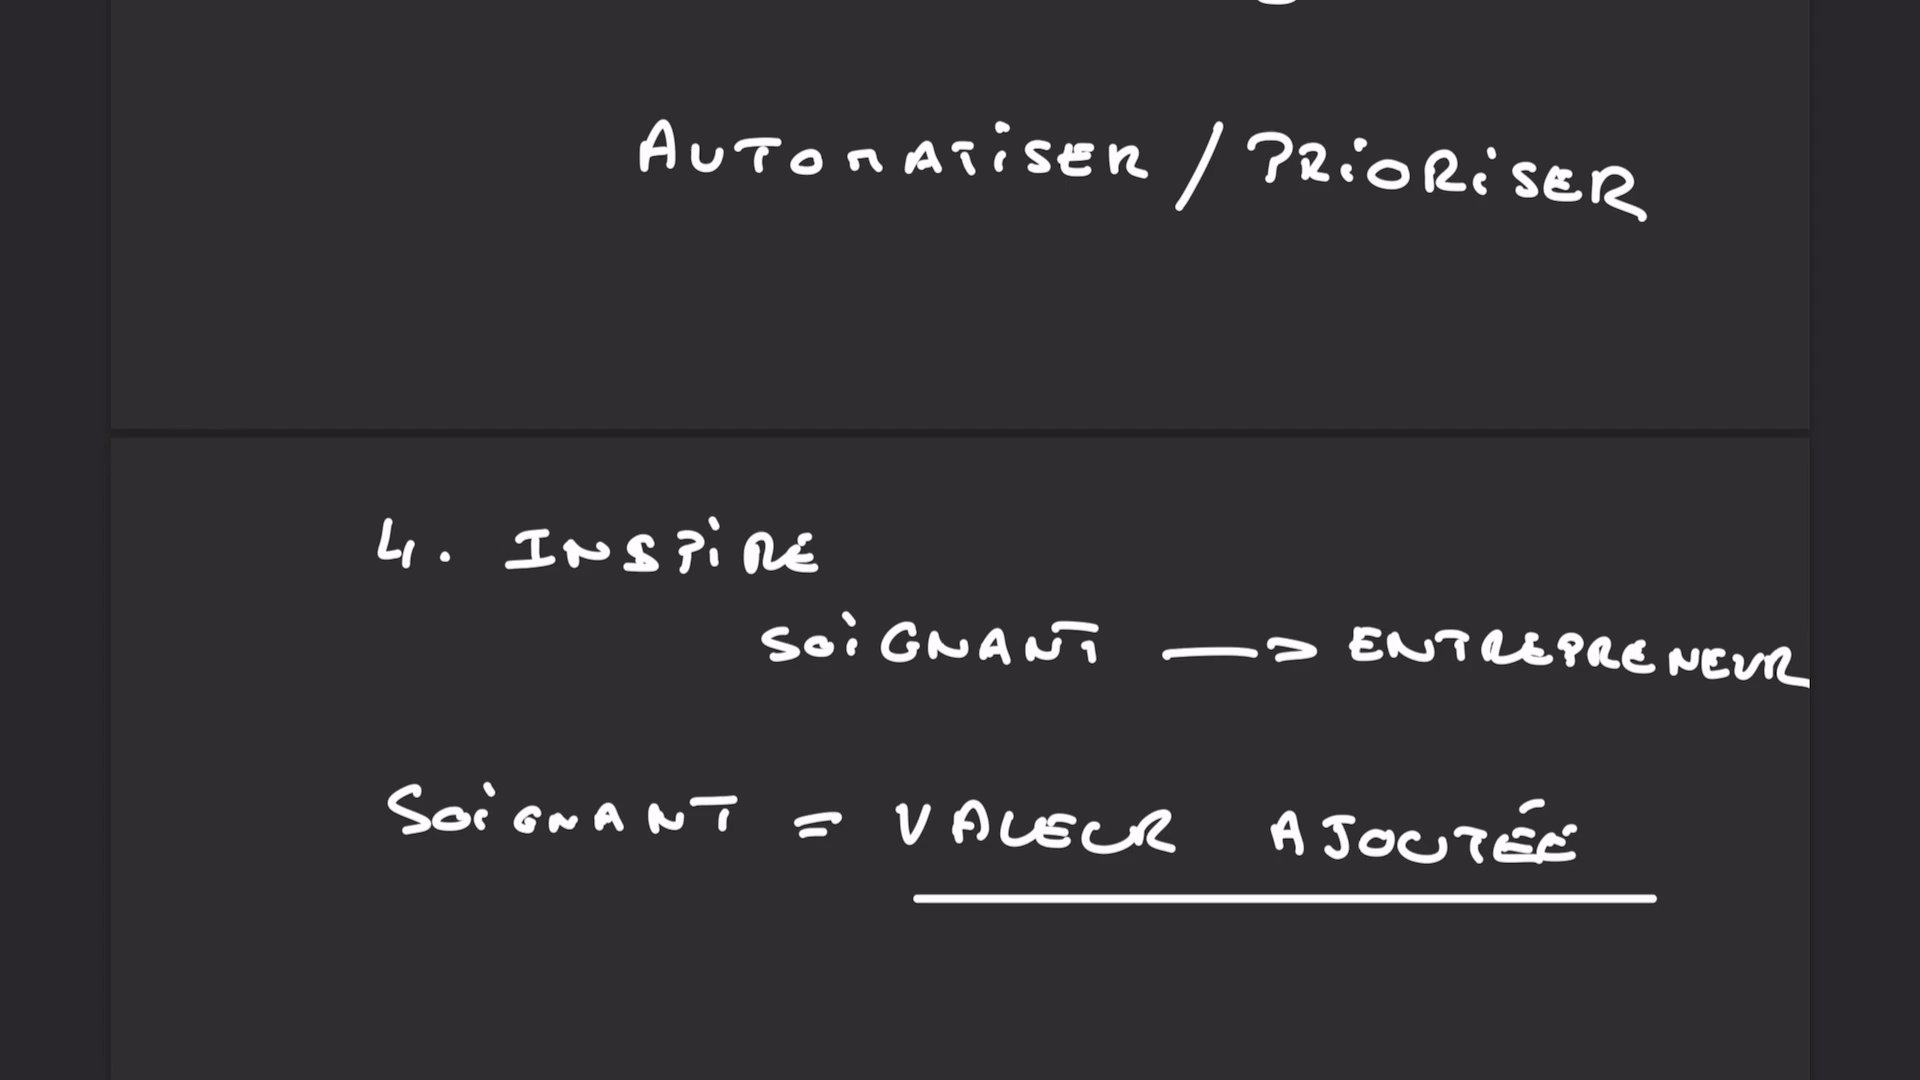 AUTOMATISER / PRIORISER
4. INSPIRE
SOIGNANT —> ENTREPRENEUR
SOIGNANT = VALEUR AJOUTÉE